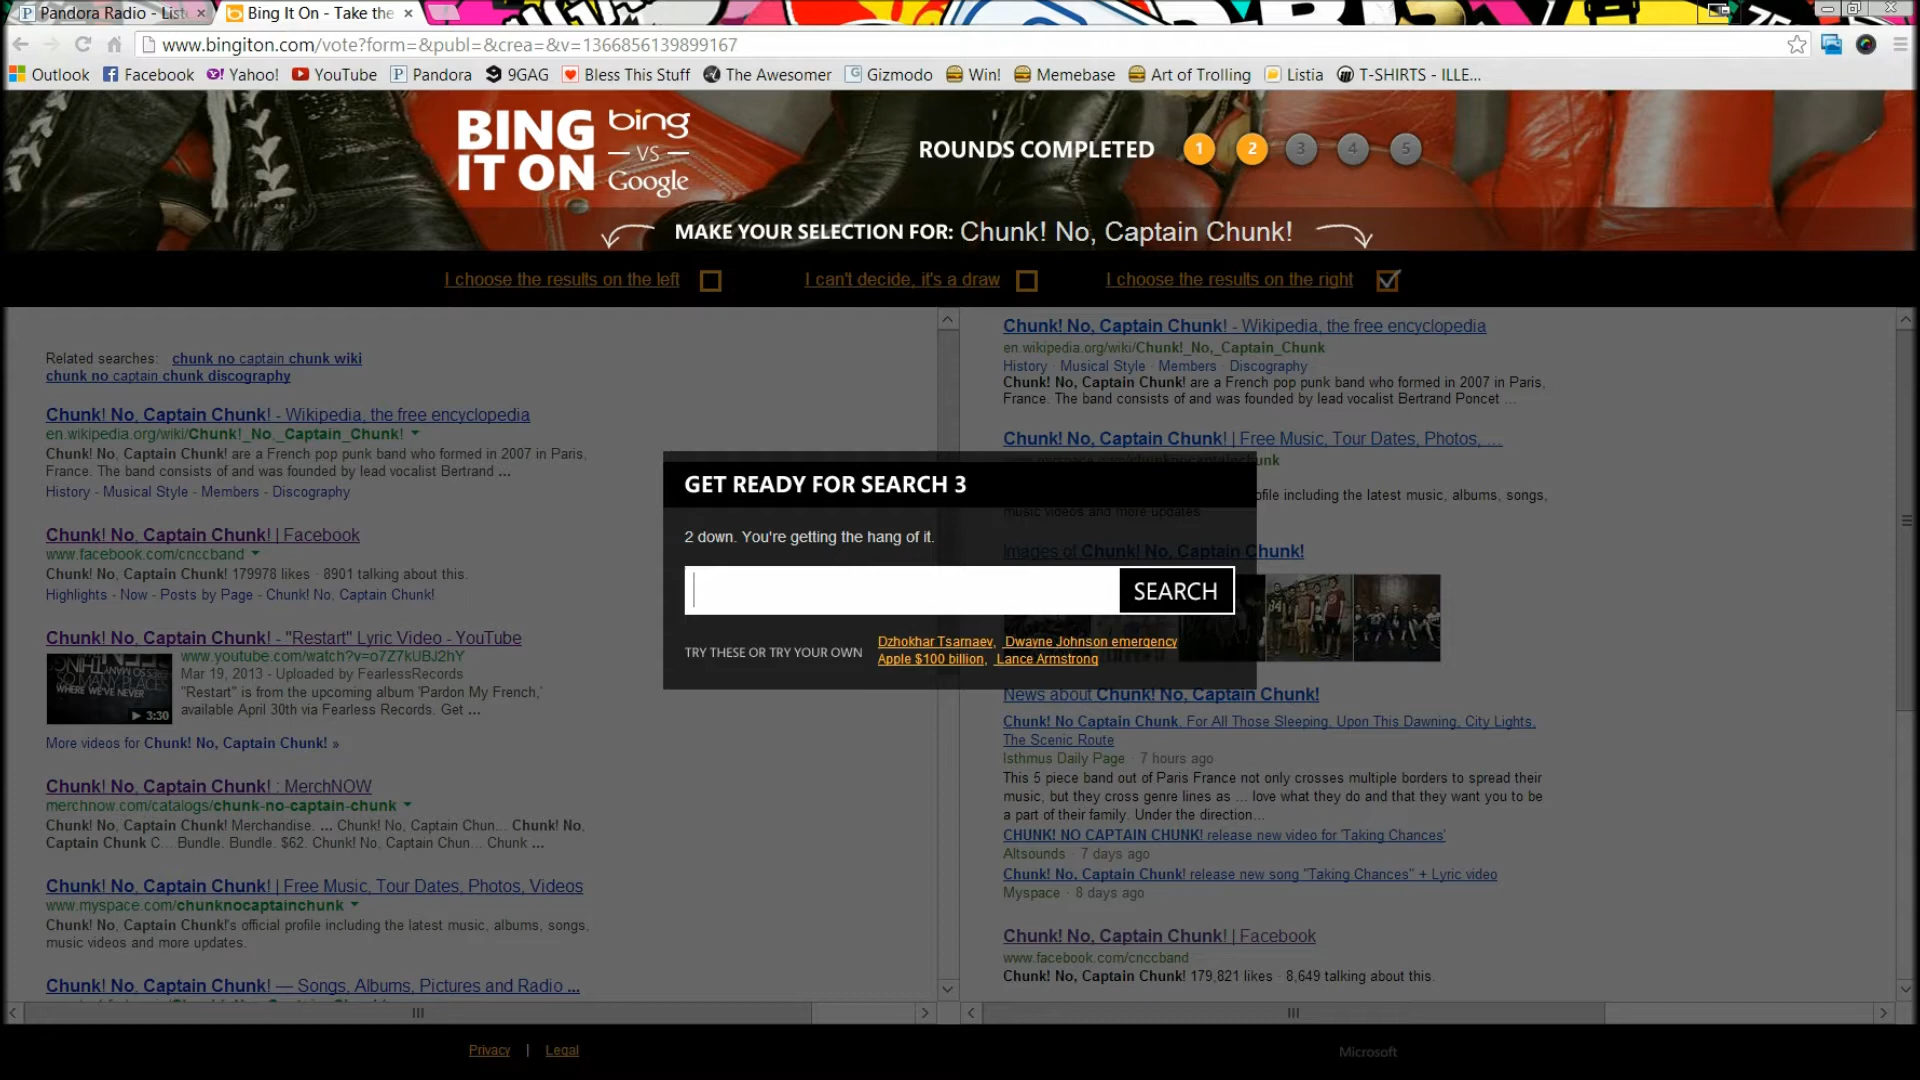 Pandora Radio - List
Bing It On - Take the
www.bingiton.com/vote?form=&publ=&crea=&v=1366856139899167
Outlook Facebook Yahoo! YouTube Pandora 9GAG Bless This Stuff The Awesomer Gizmodo Win! Memebase Art of Trolling Listia T-SHIRTS - ILLE...
BING IT ON
bing
VS
Google
ROUNDS COMPLETED 1 2 3 4 5
MAKE YOUR SELECTION FOR: Chunk! No, Captain Chunk!
I choose the results on the left
I can't decide, it's a draw
I choose the results on the right
Related searches: chunk no captain chunk wiki
chunk no captain chunk discography
Chunk! No, Captain Chunk! - Wikipedia, the free encyclopedia
en.wikipedia.org/wiki/Chunk!_No,_Captain_Chunk!
Chunk! No, Captain Chunk! are a French pop punk band who formed in 2007 in Paris,
France. The band consists of and was founded by lead vocalist Bertrand ...
History - Musical Style - Members - Discography
Chunk! No, Captain Chunk! | Facebook
www.facebook.com/cnccband
Chunk! No, Captain Chunk! 179978 likes · 8901 talking about this.
Highlights - Now - Posts by Page - Chunk! No, Captain Chunk!
Chunk! No, Captain Chunk! - "Restart" Lyric Video - YouTube
www.youtube.com/watch?v=o7Z7kUBJ2hY
Mar 19, 2013 - Uploaded by FearlessRecords
"Restart" is from the upcoming album 'Pardon My French,'
available April 30th via Fearless Records. Get ...
SO MANY PLACES
WHERE WE'VE NEVER
3:30
More videos for Chunk! No, Captain Chunk! »
Chunk! No, Captain Chunk! : MerchNOW
merchnow.com/catalogs/chunk-no-captain-chunk
Chunk! No, Captain Chunk! Merchandise. ... Chunk! No, Captain Chun... Chunk! No,
Captain Chunk C... Bundle. Bundle. $62. Chunk! No, Captain Chun... Chunk ...
Chunk! No, Captain Chunk! | Free Music, Tour Dates, Photos, Videos
www.myspace.com/chunknocaptainchunk
Chunk! No, Captain Chunk!'s official profile including the latest music, albums, songs,
music videos and more updates.
Chunk! No, Captain Chunk! — Songs, Albums, Pictures and Radio ...
GET READY FOR SEARCH 3
2 down. You're getting the hang of it.
SEARCH
TRY THESE OR TRY YOUR OWN
Dzhokhar Tsarnaev, Dwayne Johnson emergency
Apple $100 billion, Lance Armstrong
Chunk! No, Captain Chunk! - Wikipedia, the free encyclopedia
en.wikipedia.org/wiki/Chunk!_No,_Captain_Chunk
History · Musical Style · Members · Discography
Chunk! No, Captain Chunk! are a French pop punk band who formed in 2007 in Paris,
France. The band consists of and was founded by lead vocalist Bertrand Poncet ...
Chunk! No, Captain Chunk! | Free Music, Tour Dates, Photos, ...
www.myspace.com/chunknocaptainchunk
file including the latest music, albums, songs,
music videos and more updates
Images of Chunk! No, Captain Chunk!
News about Chunk! No, Captain Chunk!
Chunk! No Captain Chunk, For All Those Sleeping, Upon This Dawning, City Lights,
The Scenic Route
Isthmus Daily Page · 7 hours ago
This 5 piece band out of Paris France not only crosses multiple borders to spread their
music, but they cross genre lines as ... love what they do and that they want you to be
a part of their family. Under the direction...
CHUNK! NO CAPTAIN CHUNK! release new video for 'Taking Chances'
Altsounds · 7 days ago
Chunk! No, Captain Chunk! release new song "Taking Chances" + Lyric video
Myspace · 8 days ago
Chunk! No, Captain Chunk! | Facebook
www.facebook.com/cnccband
Chunk! No, Captain Chunk! 179,821 likes · 8,649 talking about this.
Privacy | Legal
Microsoft